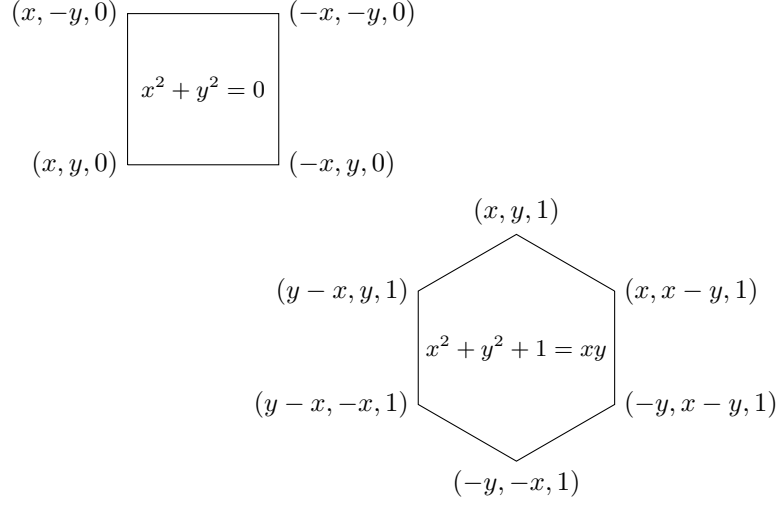 (x, −y, 0)
(−x, −y, 0)
x² + y² = 0
(x, y, 0)
(−x, y, 0)
(x, y, 1)
(y − x, y, 1)
(x, x − y, 1)
x² + y² + 1 = xy
(y − x, −x, 1)
(−y, x − y, 1)
(−y, −x, 1)